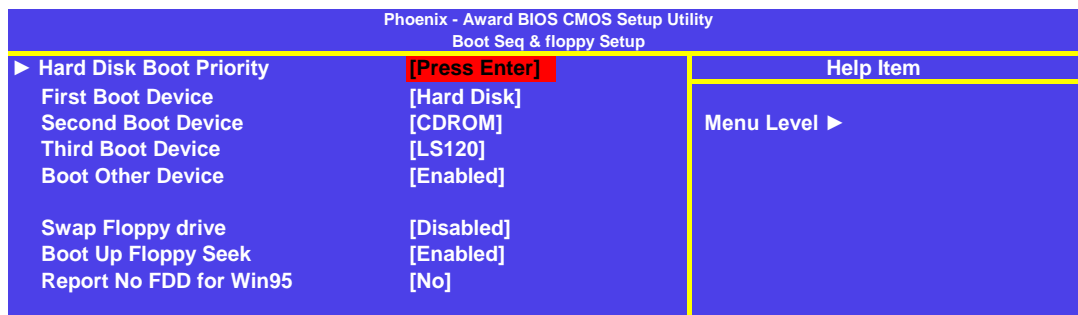 Phoenix - Award BIOS CMOS Setup Utility
Boot Seq & floppy Setup
► Hard Disk Boot Priority [Press Enter]
First Boot Device [Hard Disk]
Second Boot Device [CDROM]
Third Boot Device [LS120]
Boot Other Device [Enabled]
Swap Floppy drive [Disabled]
Boot Up Floppy Seek [Enabled]
Report No FDD for Win95 [No]
Help Item
Menu Level ►